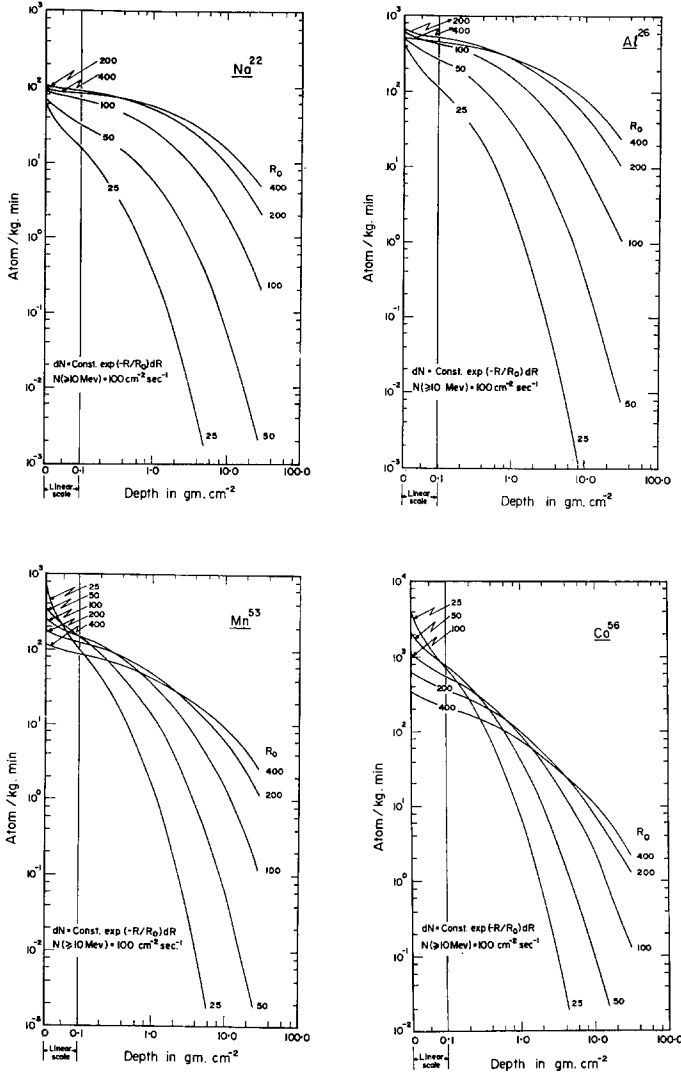 10³
10²
10¹
10⁰
10⁻¹
10⁻²
10⁻³
Atom/kg. min
Na²²
200
400
100
50
25
R₀
400
200
100
50
25
dN = Const. exp (-R/R₀) dR
N(≥10 Mev) = 100 cm⁻² sec⁻¹
0 0·1 1·0 10·0 100·0
Linear
scale
Depth in gm. cm⁻²
10³
10²
10¹
10⁰
10⁻¹
10⁻²
10⁻³
Atom/kg. min
Al²⁶
200
400
100
50
25
R₀
400
200
100
50
25
dN = Const. exp (-R/R₀) dR
N(≥10 Mev) = 100 cm⁻² sec⁻¹
0 0·1 1·0 10·0 100·0
Linear
scale
Depth in gm. cm⁻²
10³
10²
10¹
10⁰
10⁻¹
10⁻²
10⁻³
Atom/kg. min
Mn⁵³
25
50
100
200
400
R₀
400
200
100
50
25
dN = Const. exp (-R/R₀) dR
N(≥10 Mev) = 100 cm⁻² sec⁻¹
0 0·1 1·0 10·0 100·0
Linear
scale
Depth in gm. cm⁻²
10⁴
10³
10²
10¹
10⁰
10⁻¹
10⁻²
Atom/kg. min
Co⁵⁶
25
50
100
200
400
R₀
400
200
100
50
25
dN = Const. exp (-R/R₀) dR
N(≥10 Mev) = 100 cm⁻² sec⁻¹
0 0·1 1·0 10·0 100·0
Linear
scale
Depth in gm. cm⁻²